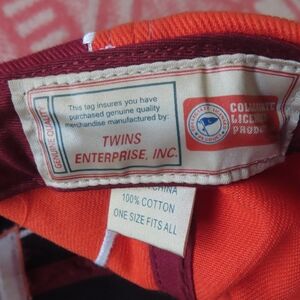 GENUINE QUALITY
This tag insures you have
purchased genuine quality
merchandise manufactured by:
TWINS
ENTERPRISE, INC.
COLLEGIATE
LICENSED
PRODUCT
CHINA
100% COTTON
ONE SIZE FITS ALL